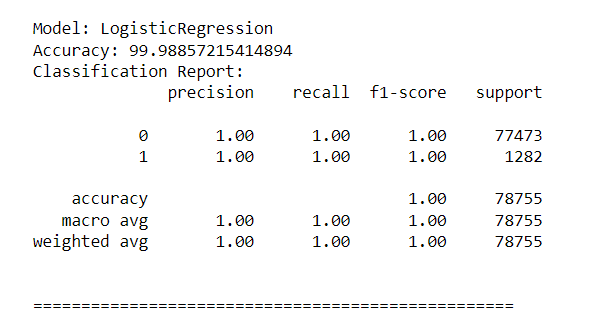 Model: LogisticRegression
Accuracy: 99.98857215414894
Classification Report:
precision recall f1-score support
0 1.00 1.00 1.00 77473
1 1.00 1.00 1.00 1282
accuracy 1.00 78755
macro avg 1.00 1.00 1.00 78755
weighted avg 1.00 1.00 1.00 78755
==================================================